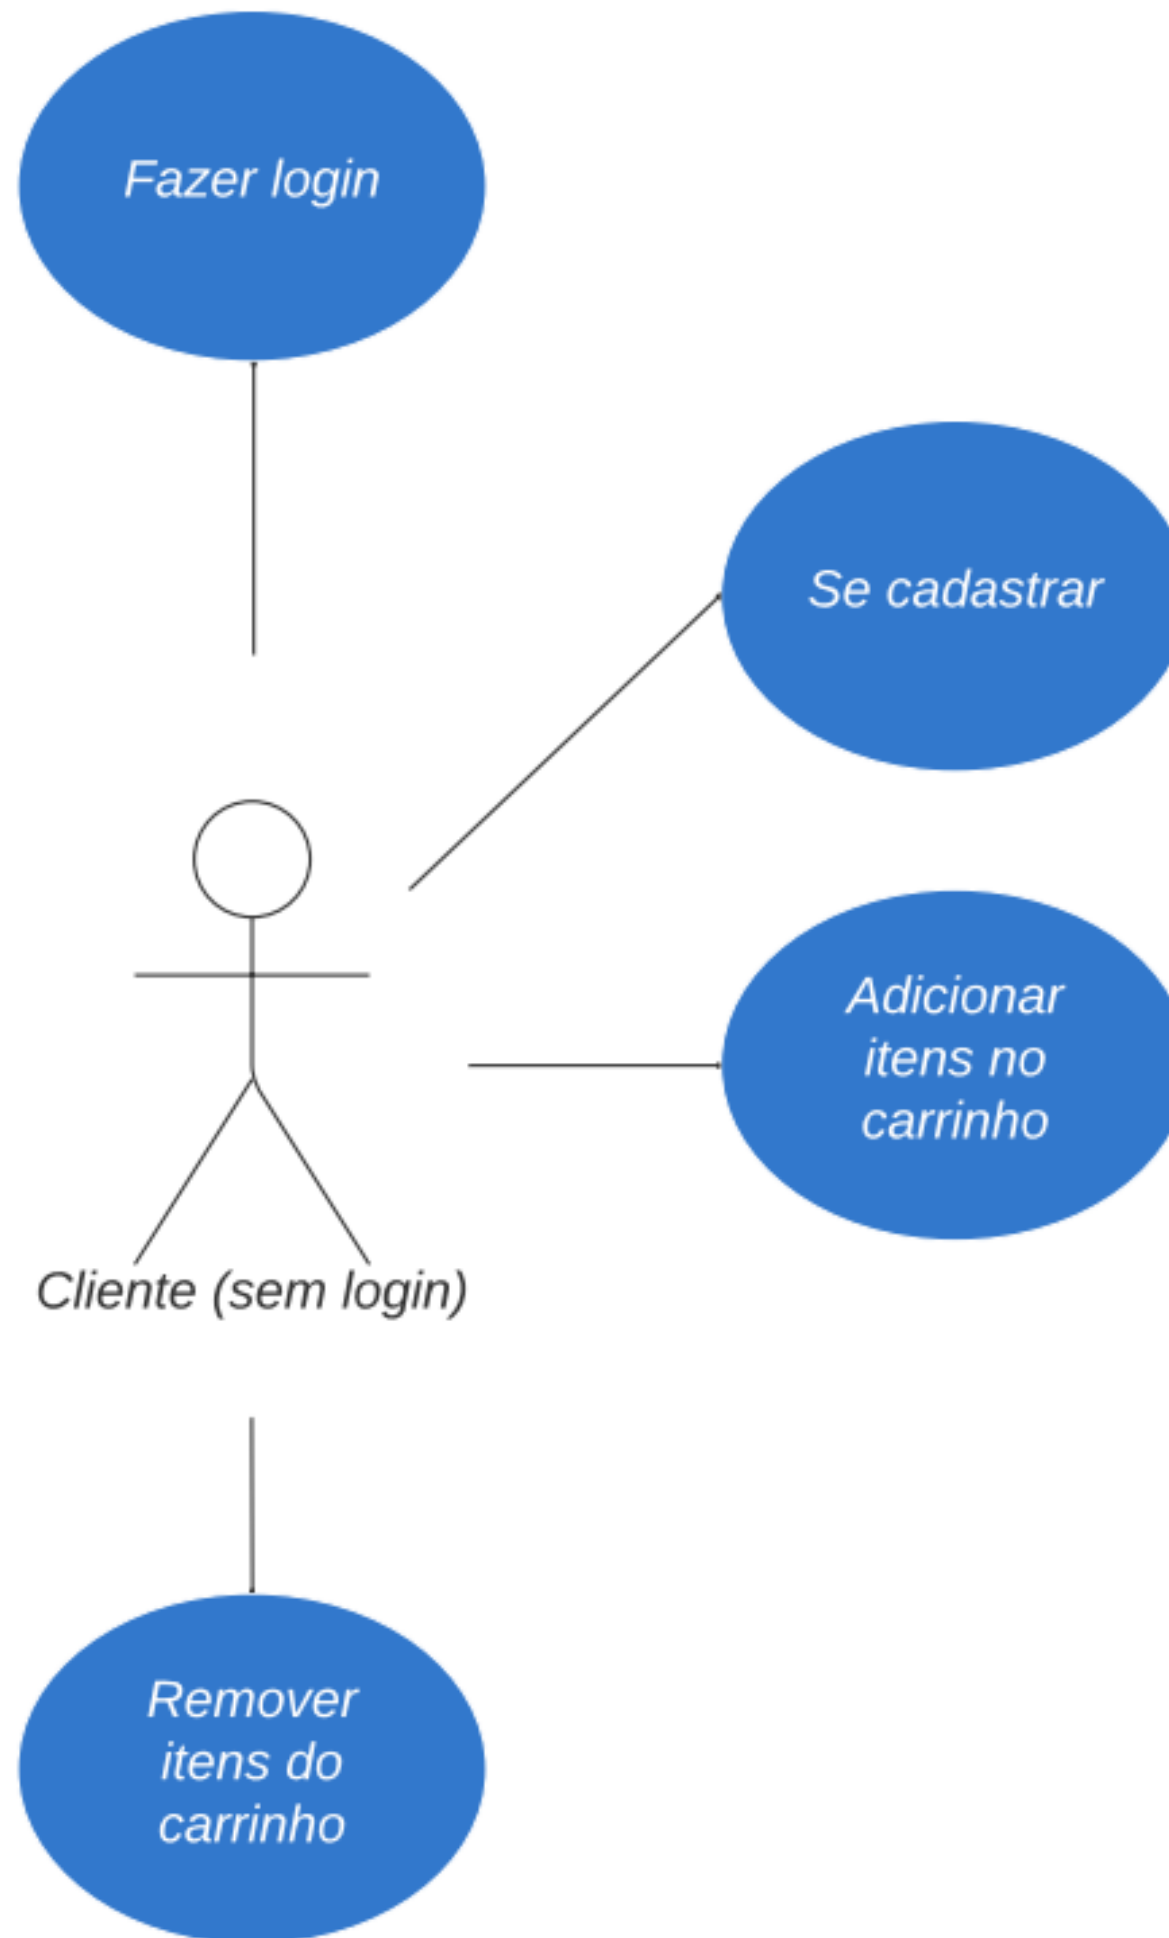 Fazer login
Se cadastrar
Adicionar
itens no
carrinho
Cliente (sem login)
Remover
itens do
carrinho